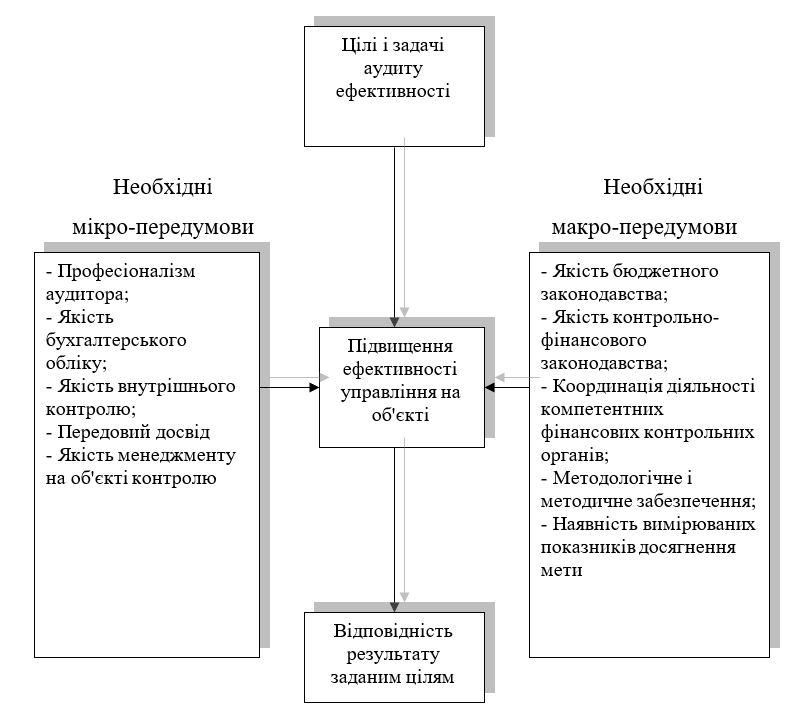 Цілі і задачі
аудиту
ефективності
Необхідні
мікро-передумови
- Професіоналізм
аудитора;
- Якість
бухгалтерського
обліку;
- Якість внутрішнього
контролю;
- Передовий досвід
- Якість менеджменту
на об'єкті контролю
Підвищення
ефективності
управління на
об'єкті
Необхідні
макро-передумови
- Якість бюджетного
законодавства;
- Якість контрольно-
фінансового
законодавства;
- Координація діяльності
компетентних
фінансових контрольних
органів;
- Методологічне і
методичне забезпечення;
- Наявність вимірюваних
показників досягнення
мети
Відповідність
результату
заданим цілям